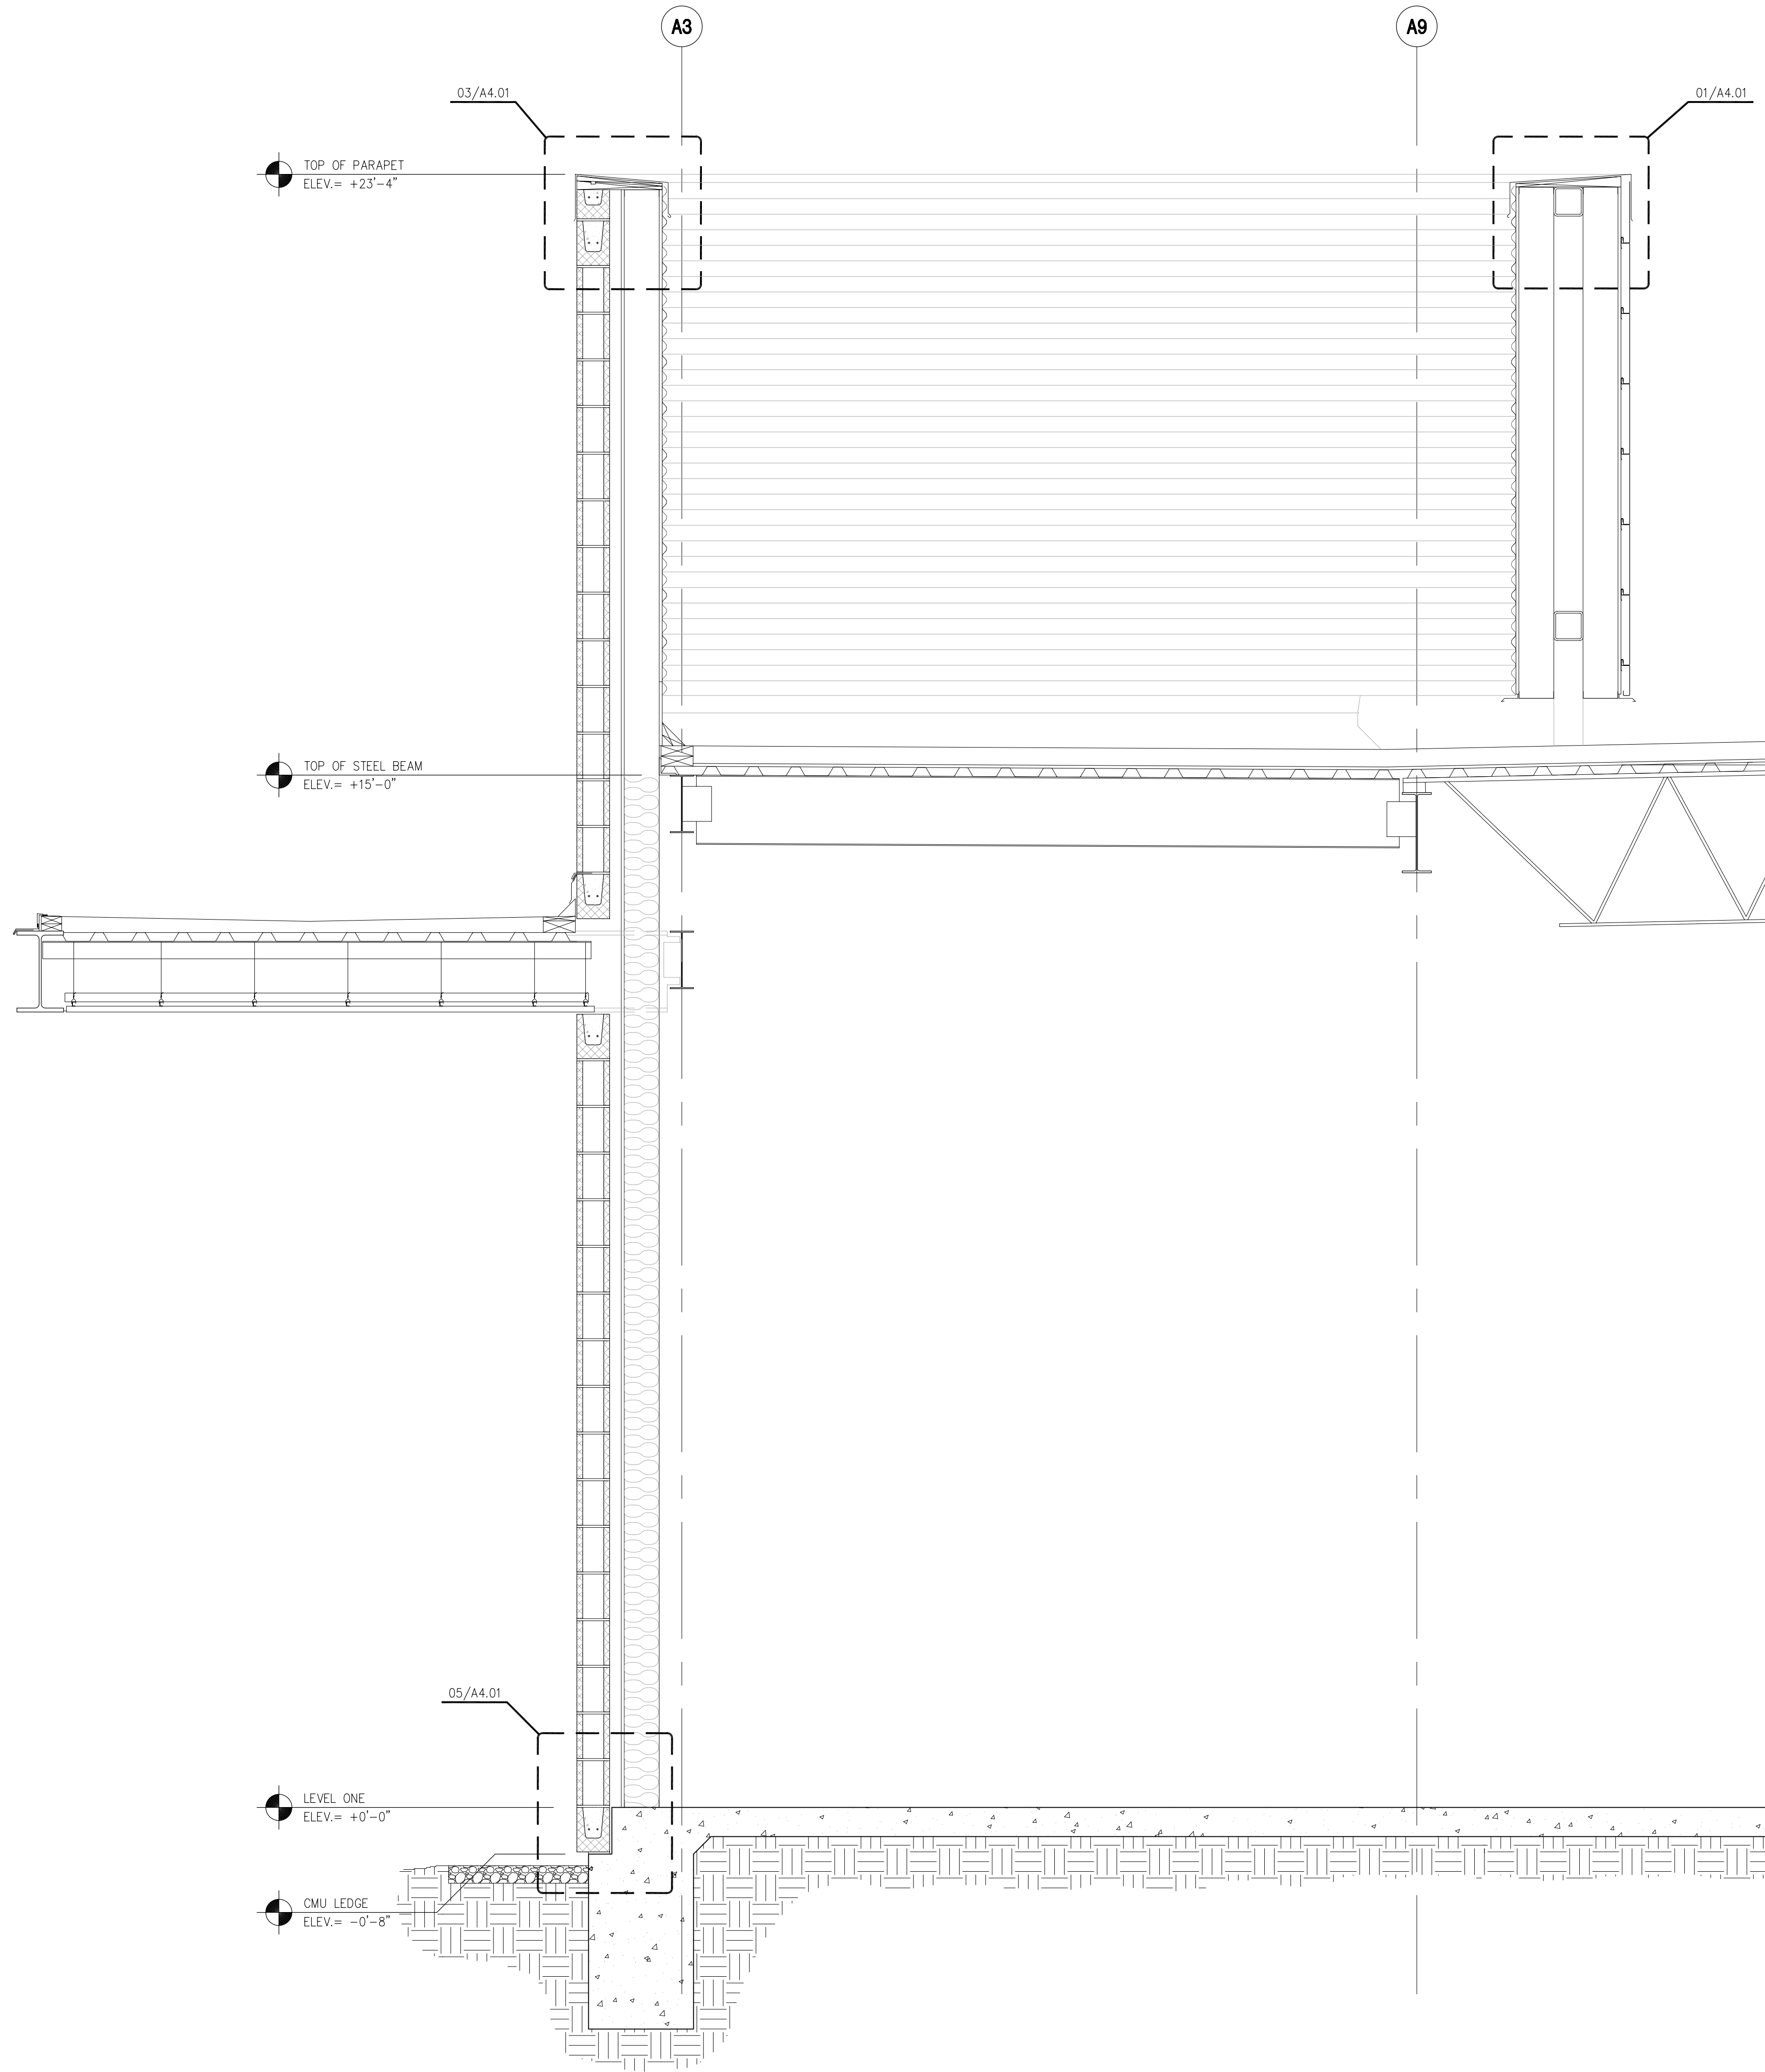 A3
A9
03/A4.01
01/A4.01
TOP OF PARAPET
ELEV.= +23'-4"
TOP OF STEEL BEAM
ELEV.= +15'-0"
05/A4.01
LEVEL ONE
ELEV.= +0'-0"
CMU LEDGE
ELEV.= -0'-8"